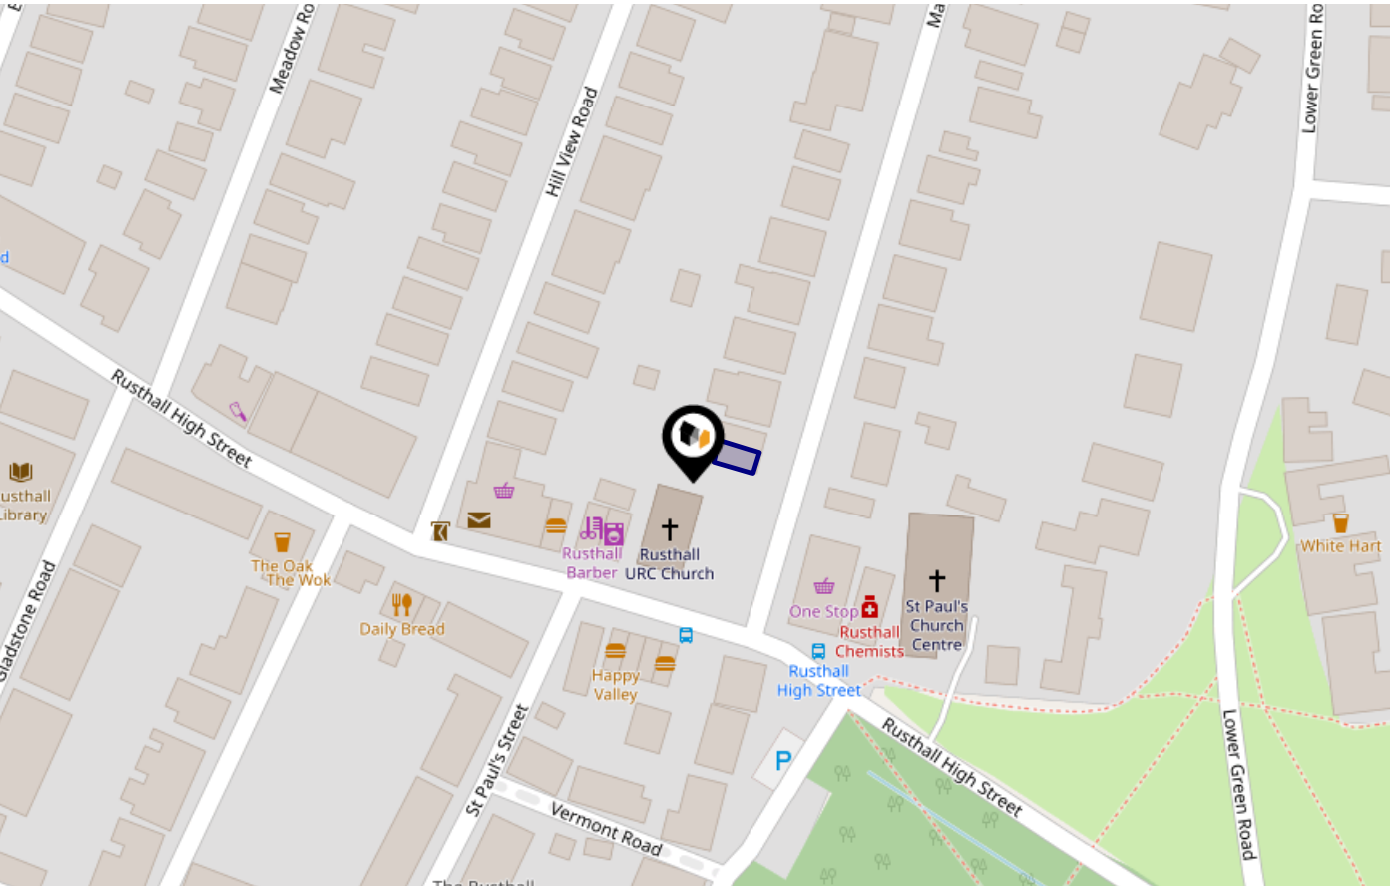 Meadow Ro
Ma
Lower Green Ro
Hill View Road
d
Rusthall High Street
usthall
Library
The Oak
The Wok
Rusthall
Barber
Rusthall
URC Church
Daily Bread
Gladstone Road
One Stop
Rusthall
Chemists
St Paul's
Church
Centre
White Hart
Happy
Valley
Rusthall
High Street
P
St Paul's Street
Rusthall High Street
Lower Green Road
Vermont Road
The Rusthall